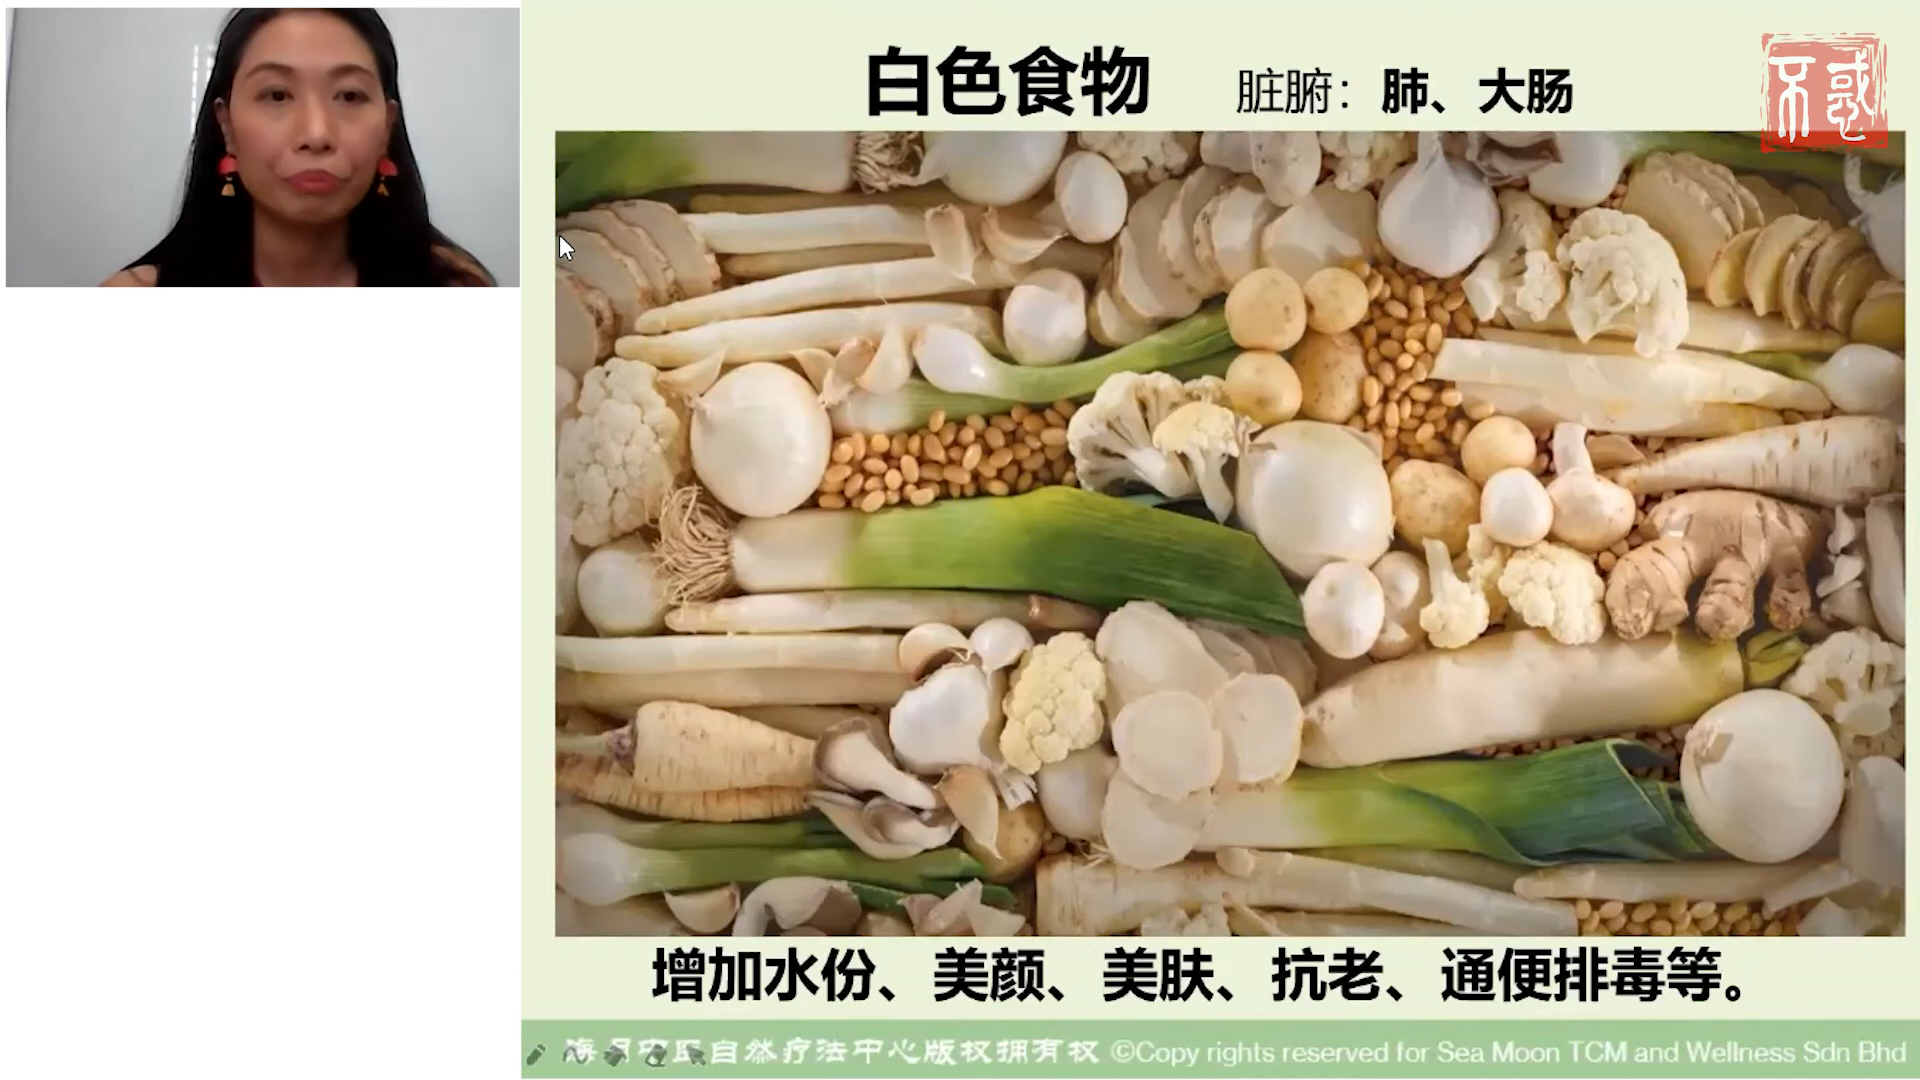 白色食物
脏腑：肺、大肠
不惑
增加水份、美颜、美肤、抗老、通便排毒等。
海月中医自然疗法中心版权拥有权 ©Copy rights reserved for Sea Moon TCM and Wellness Sdn Bhd